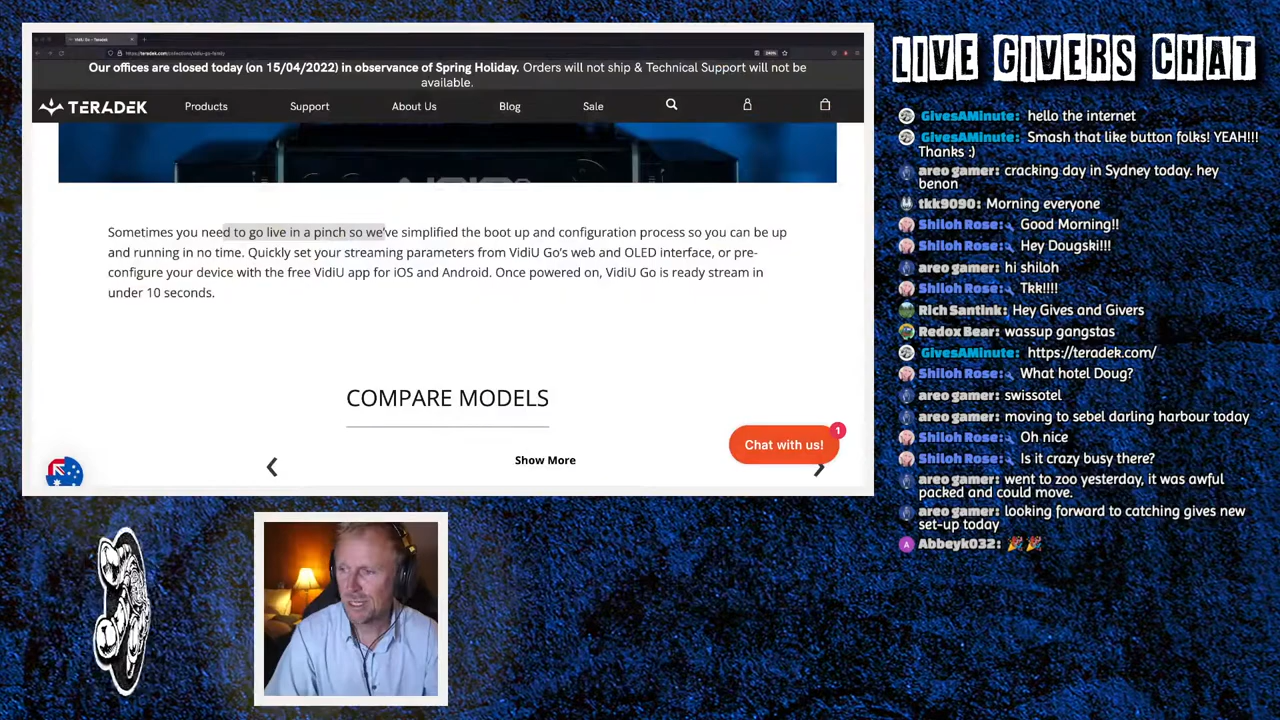 VidiU Go – Teradek
https://teradek.com/collections/vidiu-go-family
240%
Our offices are closed today (on 15/04/2022) in observance of Spring Holiday. Orders will not ship & Technical Support will not be
available.
TERADEK
Products
Support
About Us
Blog
Sale
Sometimes you need to go live in a pinch so we've simplified the boot up and configuration process so you can be up
and running in no time. Quickly set your streaming parameters from VidiU Go's web and OLED interface, or pre-
configure your device with the free VidiU app for iOS and Android. Once powered on, VidiU Go is ready stream in
under 10 seconds.
COMPARE MODELS
Show More
Chat with us!
1
LIVE GIVERS CHAT
GivesAMinute: hello the internet
GivesAMinute: Smash that like button folks! YEAH!!!
Thanks :)
areo gamer: cracking day in Sydney today. hey
benon
tkk9090: Morning everyone
Shiloh Rose: Good Morning!!
Shiloh Rose: Hey Dougski!!!
areo gamer: hi shiloh
Shiloh Rose: Tkk!!!!
Rich Santink: Hey Gives and Givers
Redox Bear: wassup gangstas
GivesAMinute: https://teradek.com/
Shiloh Rose: What hotel Doug?
areo gamer: swissotel
areo gamer: moving to sebel darling harbour today
Shiloh Rose: Oh nice
Shiloh Rose: Is it crazy busy there?
areo gamer: went to zoo yesterday, it was awful
packed and could move.
areo gamer: looking forward to catching gives new
set-up today
A
Abbeyk032: 🎉🎉